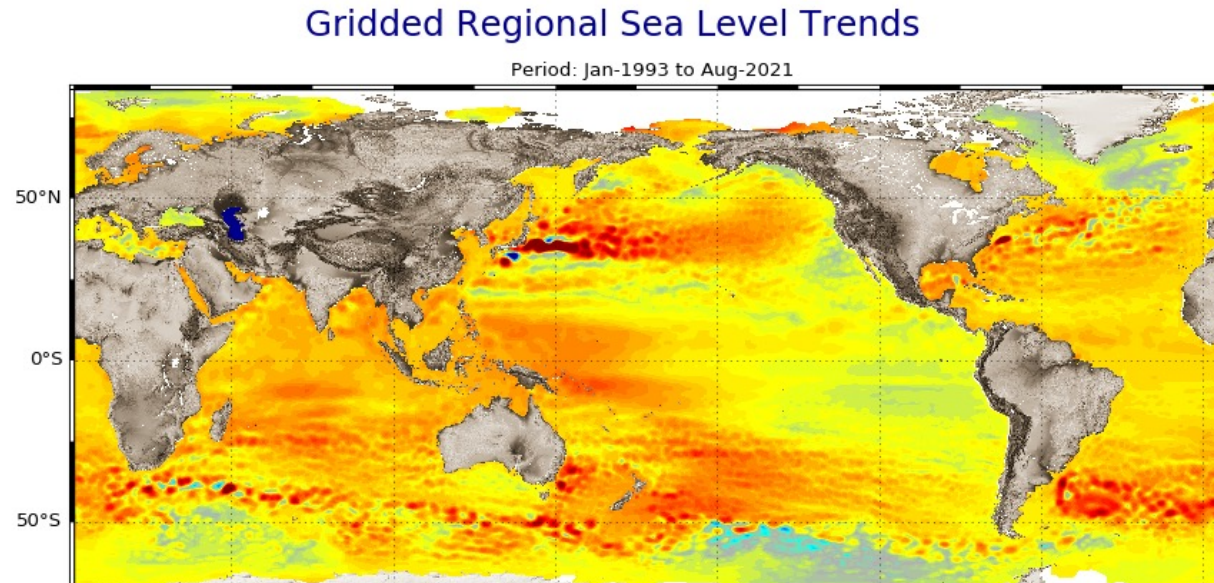 Gridded Regional Sea Level Trends
Period: Jan-1993 to Aug-2021
50°N
0°S
50°S